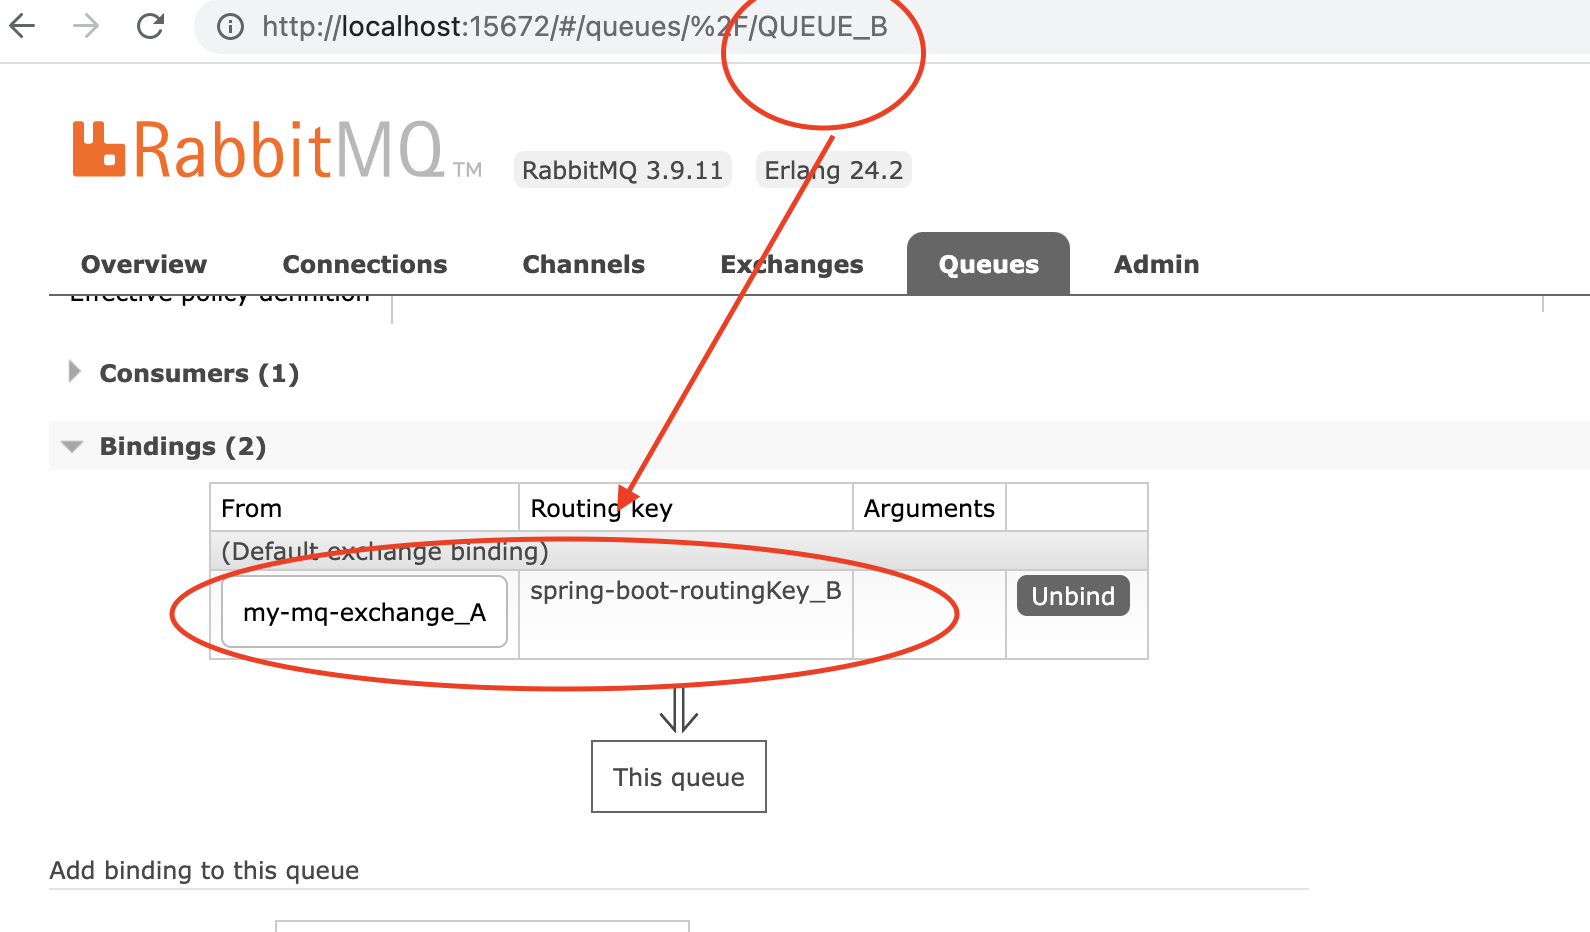 http://localhost:15672/#/queues/%2F/QUEUE_B
RabbitMQ TM RabbitMQ 3.9.11 Erlang 24.2
Overview Connections Channels Exchanges Queues Admin
Effective policy definition
Consumers (1)
Bindings (2)
From Routing key Arguments
(Default exchange binding)
my-mq-exchange_A spring-boot-routingKey_B Unbind
This queue
Add binding to this queue